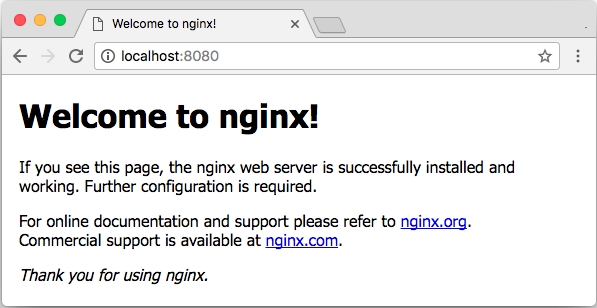 Welcome to nginx!
localhost:8080
Welcome to nginx!
If you see this page, the nginx web server is successfully installed and
working. Further configuration is required.
For online documentation and support please refer to nginx.org.
Commercial support is available at nginx.com.
Thank you for using nginx.